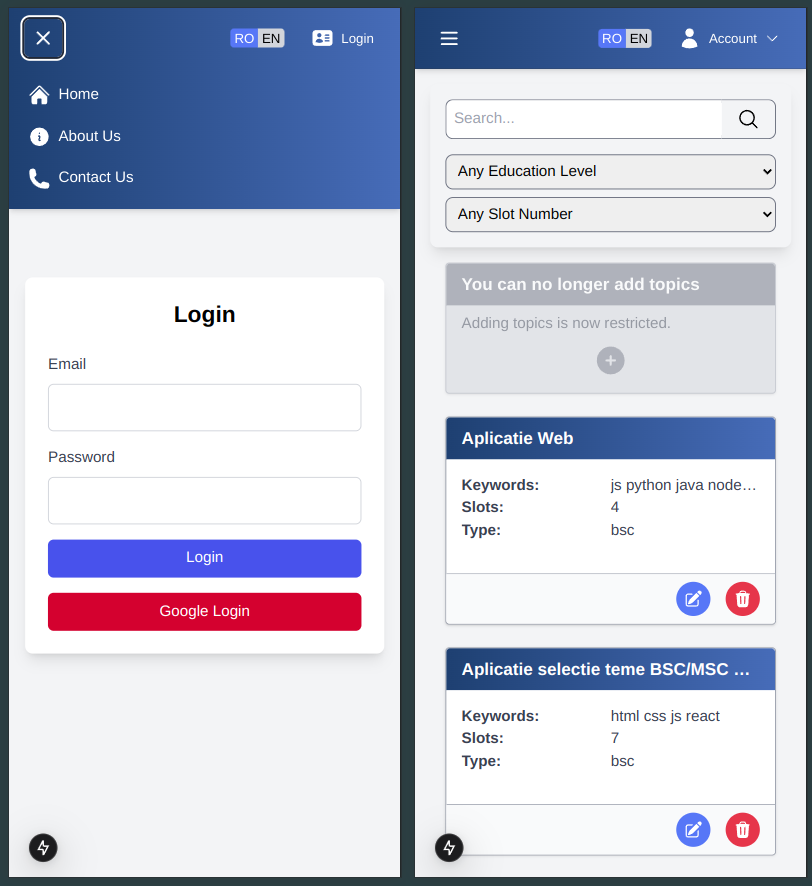 RO EN Login
Home
About Us
Contact Us
Login
Email
Password
Login
Google Login
RO EN Account
Search...
Any Education Level
Any Slot Number
You can no longer add topics
Adding topics is now restricted.
Aplicatie Web
Keywords: js python java node...
Slots: 4
Type: bsc
Aplicatie selectie teme BSC/MSC ...
Keywords: html css js react
Slots: 7
Type: bsc